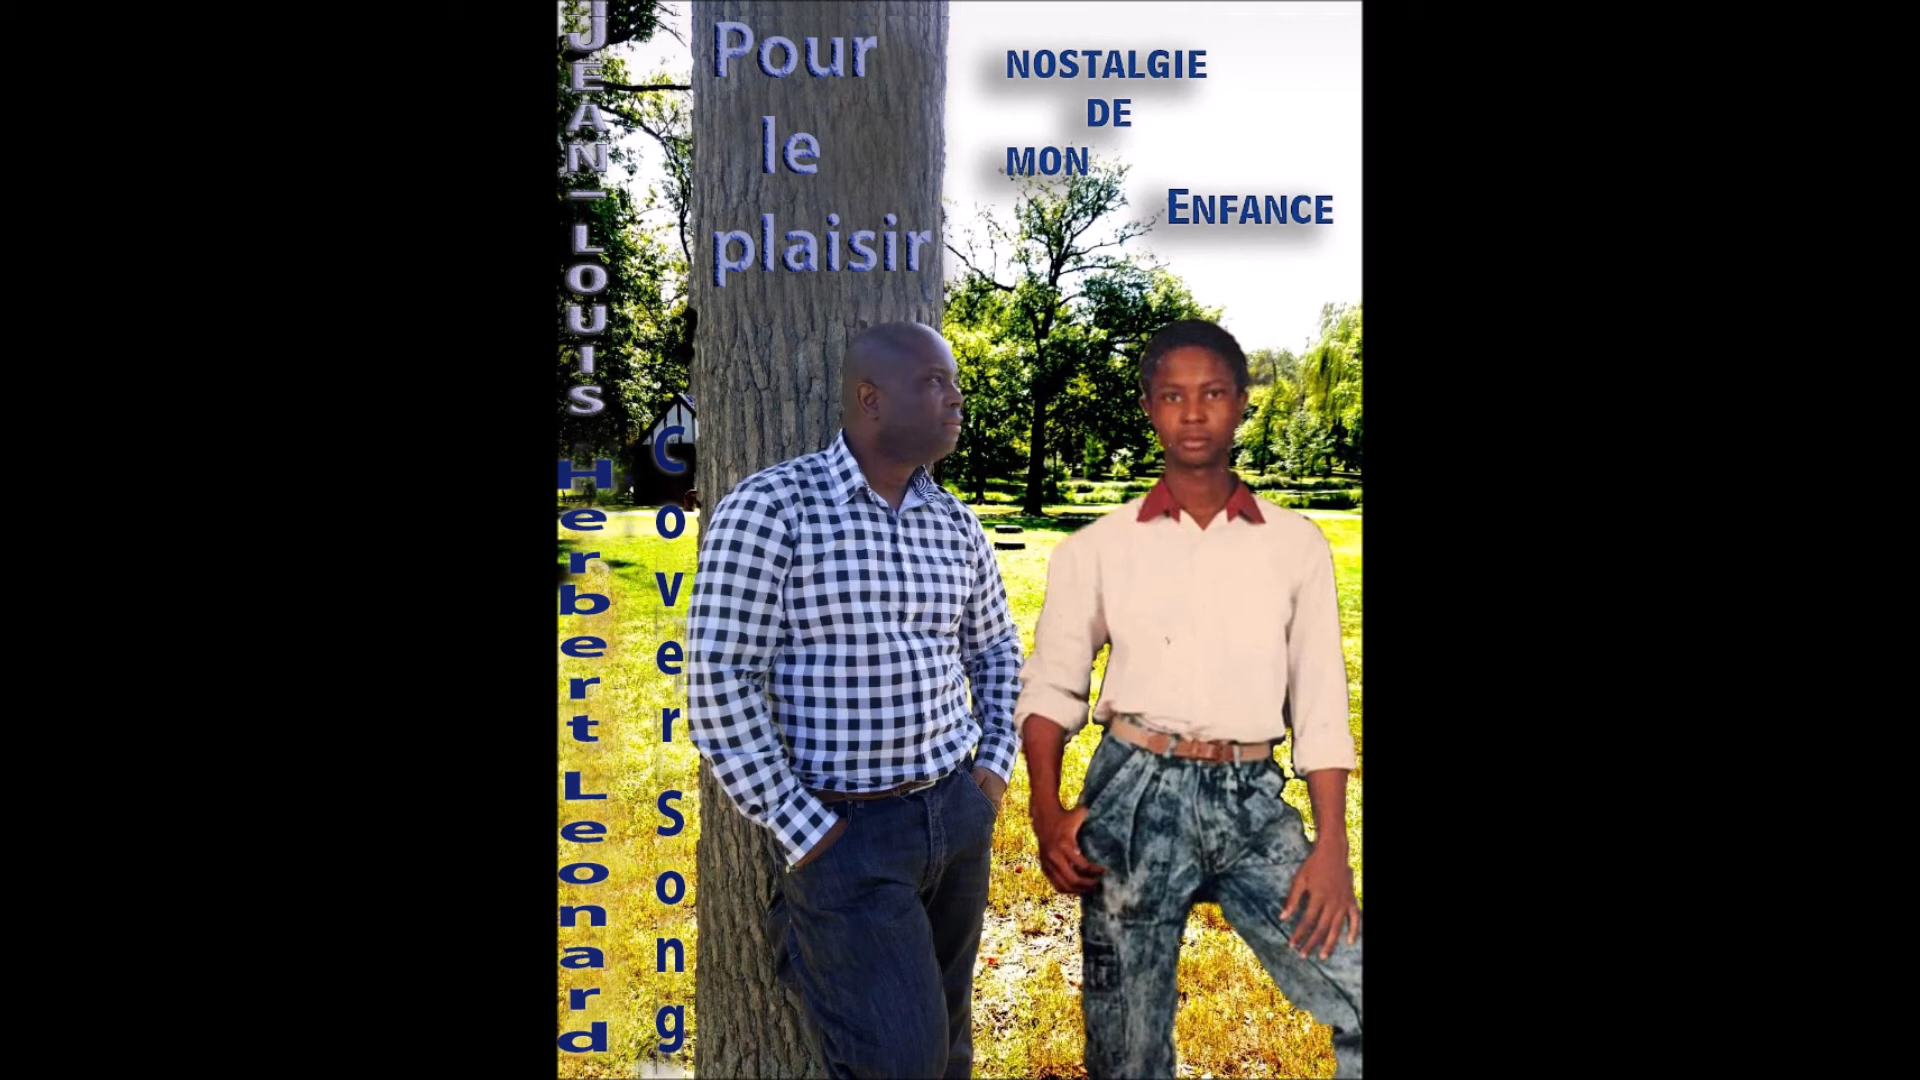 JEAN-LOUIS
Herbert Leonard
Cover Song
Pour
le
plaisir
NOSTALGIE
DE
MON
ENFANCE